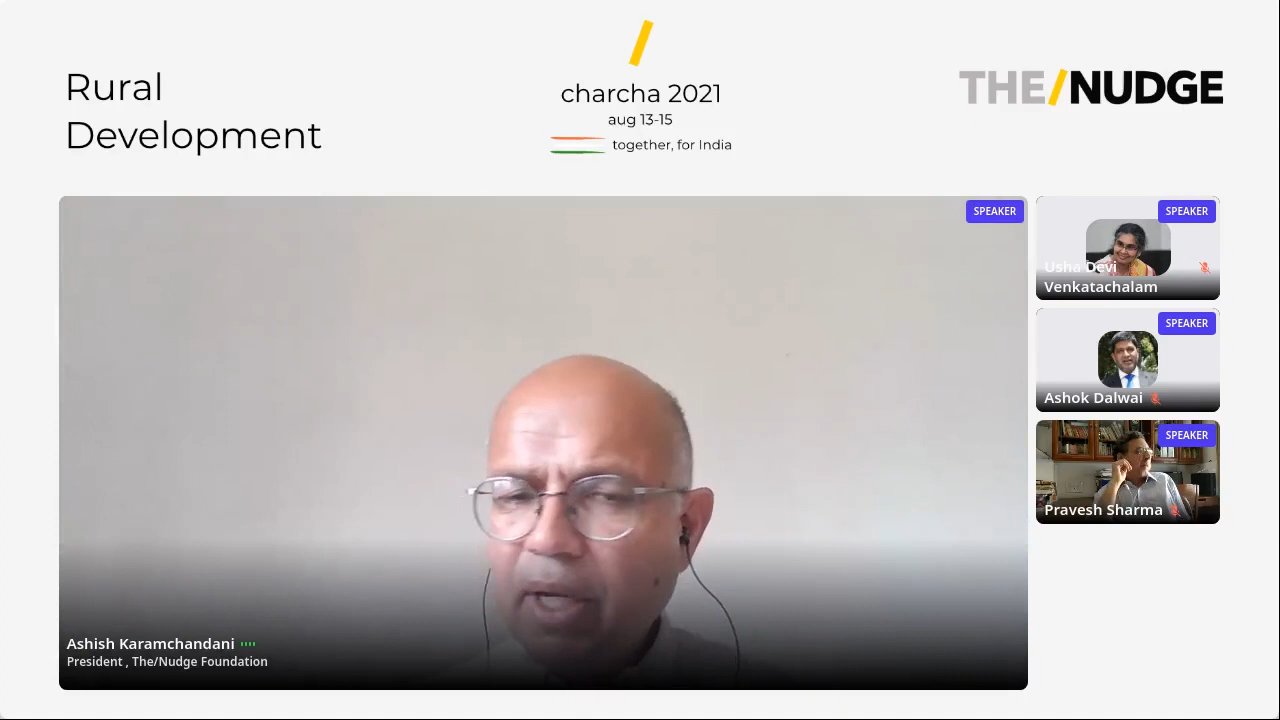 Rural
Development
charcha 2021
aug 13-15
together, for India
THE/NUDGE
SPEAKER
Ashish Karamchandani
President , The/Nudge Foundation
SPEAKER
Usha Devi
Venkatachalam
SPEAKER
Ashok Dalwai
SPEAKER
Pravesh Sharma